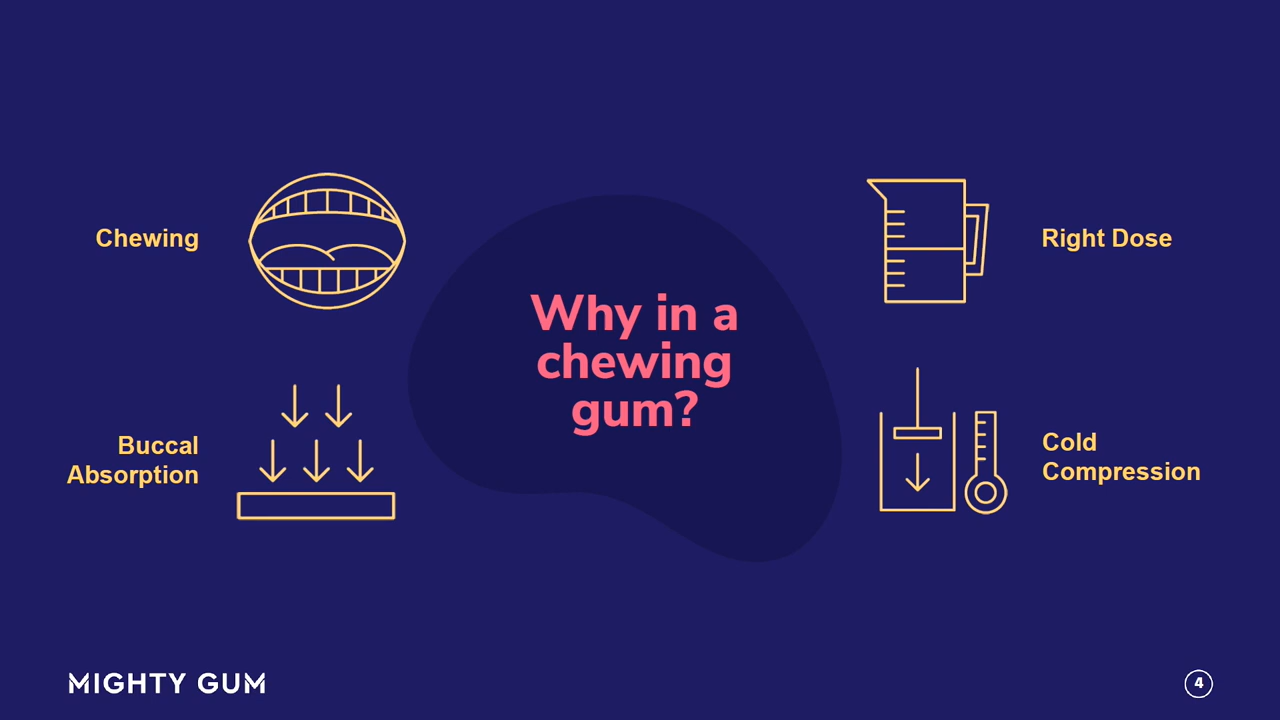 Chewing
Buccal
Absorption
Why in a
chewing
gum?
Right Dose
Cold
Compression
MIGHTY GUM
4